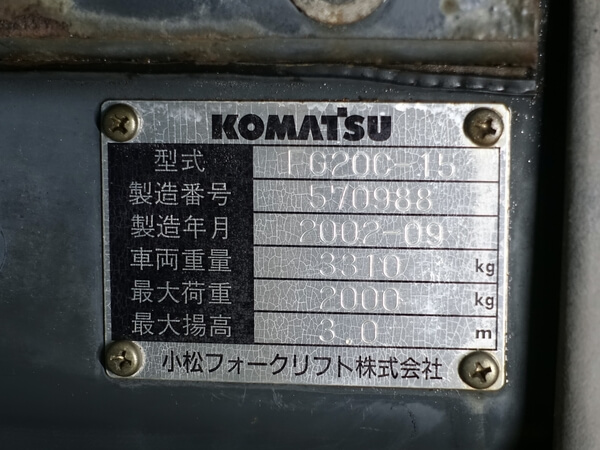 KOMATSU
型式 FG20C-15
製造番号 570988
製造年月 2002-09
車両重量 3310 kg
最大荷重 2000 kg
最大揚高 3.0 m
小松フォークリフト株式会社